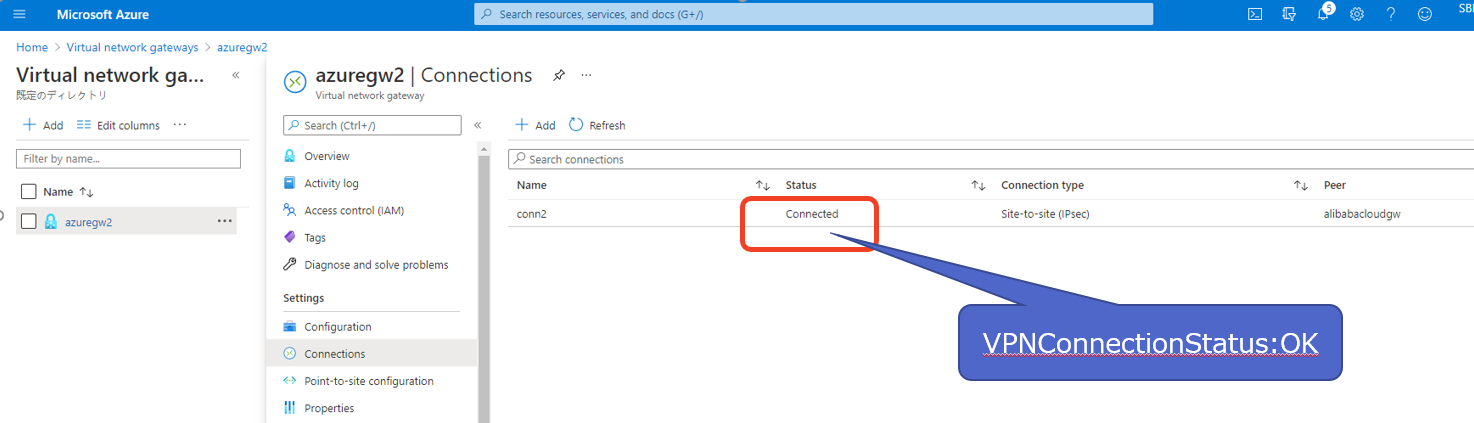 Microsoft Azure
Search resources, services, and docs (G+/)
5
SBI
Home > Virtual network gateways > azuregw2
Virtual network ga...
既定のディレクトリ
Add
Edit columns
Filter by name...
Name
azuregw2
azuregw2 | Connections
Virtual network gateway
Search (Ctrl+/)
Overview
Activity log
Access control (IAM)
Tags
Diagnose and solve problems
Settings
Configuration
Connections
Point-to-site configuration
Properties
Add
Refresh
Search connections
Name
Status
Connection type
Peer
conn2
Connected
Site-to-site (IPsec)
alibabacloudgw
VPNConnectionStatus:OK